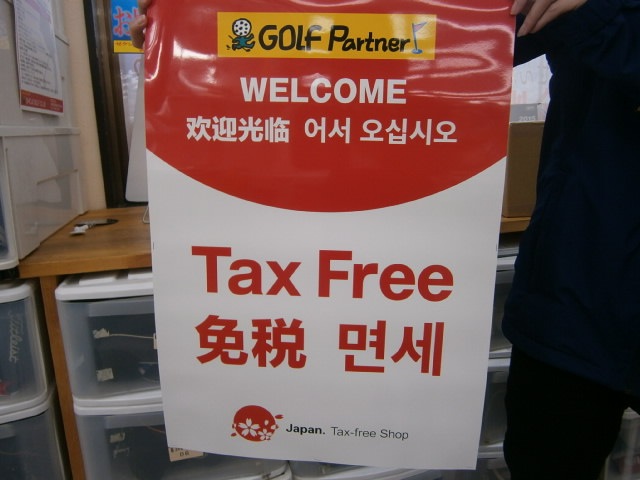 GOLF Partner
WELCOME
欢迎光临 어서 오십시오
Tax Free
免税 면세
Japan. Tax-free Shop